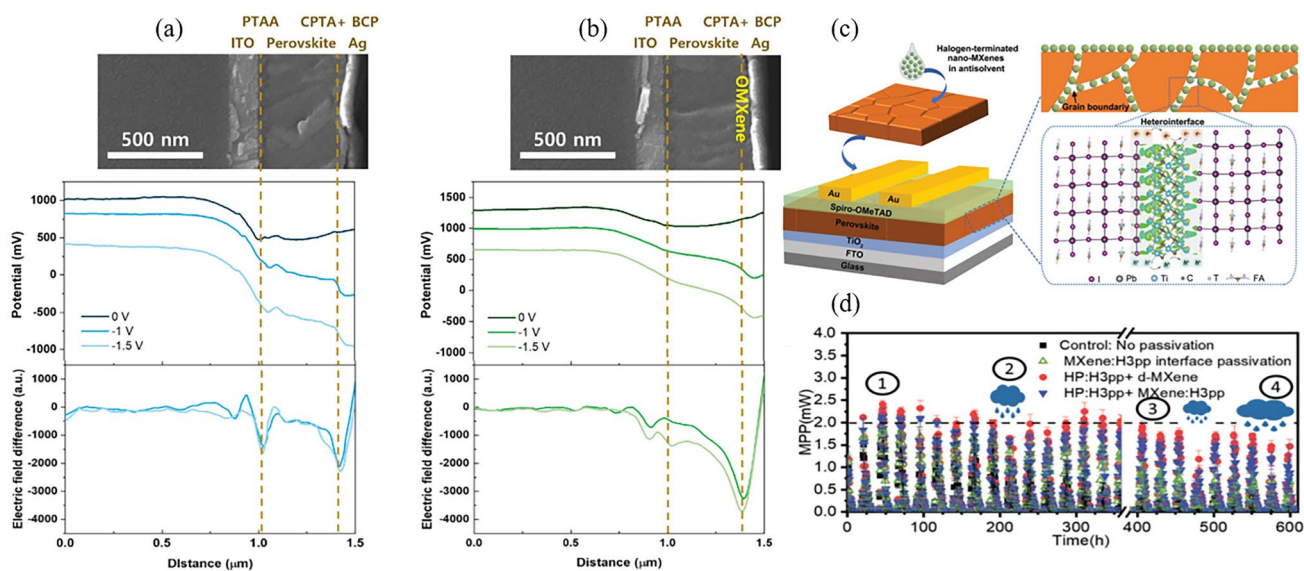 (a)
PTAA CPTA+ BCP
ITO Perovskite Ag
500 nm
Potential (mV)
1000
500
0
-500
-1000
0 V
-1 V
-1.5 V
Electric field difference (a.u.)
1000
0
-1000
-2000
-3000
-4000
0.0 0.5 1.0 1.5
DIstance (μm)
(b)
PTAA CPTA+ BCP
ITO Perovskite Ag
OMXene
500 nm
Potential (mV)
1500
1000
500
0
-500
-1000
0 V
-1 V
-1.5 V
Electric field difference (a.u.)
1000
0
-1000
-2000
-3000
-4000
0.0 0.5 1.0 1.5
Distance (μm)
(c)
Halogen-terminated
nano-MXenes
in antisolvent
Au Au
Spiro-OMeTAD
Perovskite
TiO2
FTO
Glass
Grain boundariy
Heterointerface
I Pb Ti C T FA
(d)
MPP(mW)
4.0
3.5
3.0
2.5
2.0
1.5
1.0
0.5
0.0
Control: No passivation
MXene:H3pp interface passivation
HP:H3pp+ d-MXene
HP:H3pp+ MXene:H3pp
1
2
3
4
0 100 200 300 400 500 600
Time(h)